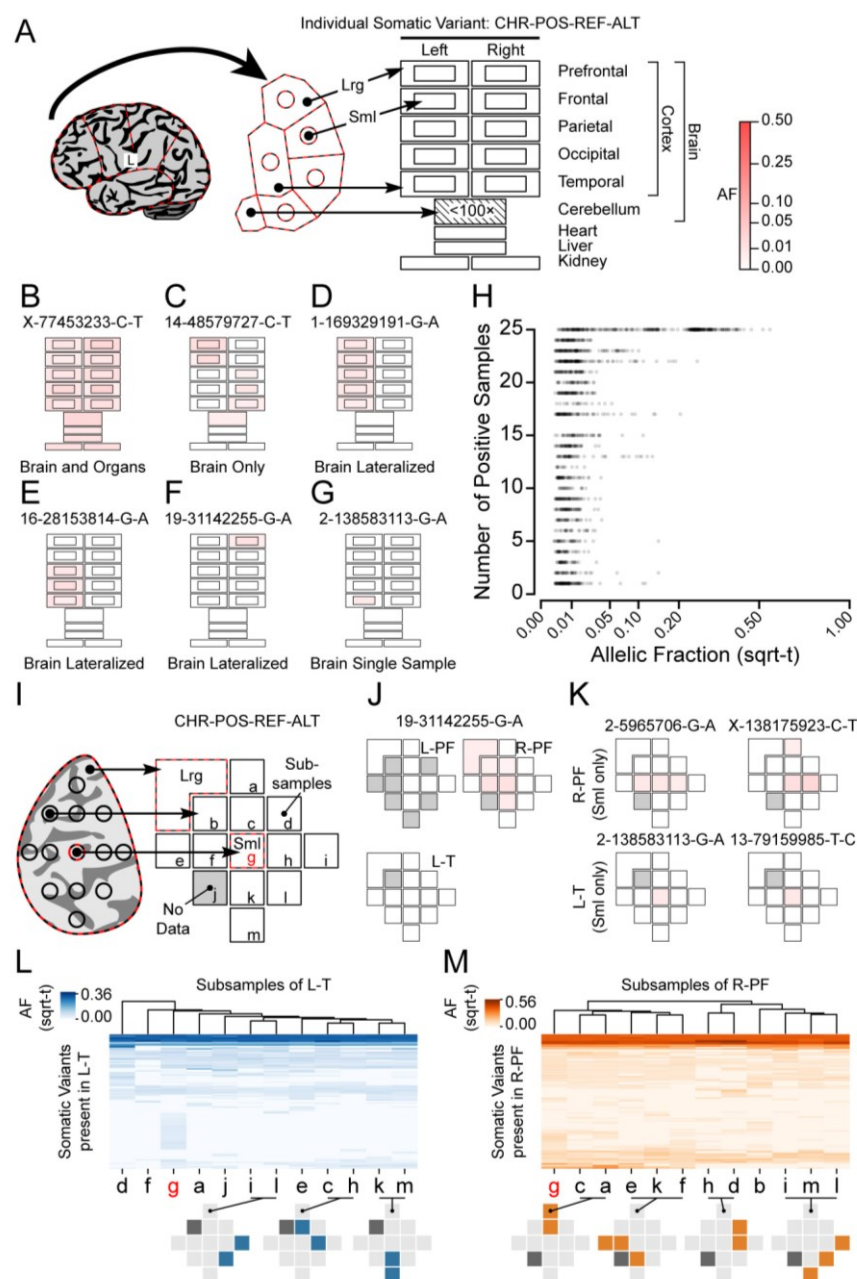 A
Individual Somatic Variant: CHR-POS-REF-ALT
Left Right
Lrg
Sml
L
Prefrontal
Frontal
Parietal
Occipital
Temporal
Cerebellum
Heart
Liver
Kidney
<100×
Cortex
Brain
AF
0.50
0.25
0.10
0.05
0.01
0.00
B
X-77453233-C-T
Brain and Organs
C
14-48579727-C-T
Brain Only
D
1-169329191-G-A
Brain Lateralized
E
16-28153814-G-A
Brain Lateralized
F
19-31142255-G-A
Brain Lateralized
G
2-138583113-G-A
Brain Single Sample
H
Number of Positive Samples
25
20
15
10
5
0
0.00 0.01 0.05 0.10 0.20 0.50 1.00
Allelic Fraction (sqrt-t)
I
CHR-POS-REF-ALT
Lrg
Sub-
samples
a
b c d
Sml
e f g h i
j k l
m
No
Data
J
19-31142255-G-A
L-PF R-PF
L-T
K
2-5965706-G-A X-138175923-C-T
R-PF
(Sml only)
2-138583113-G-A 13-79159985-T-C
L-T
(Sml only)
L
AF
(sqrt-t)
0.36
0.00
Subsamples of L-T
Somatic Vaiants
present in L-T
d f g a j i l e c h k m
M
AF
(sqrt-t)
0.56
0.00
Subsamples of R-PF
Somatic Variants
present in R-PF
g c a e k f h d b i m l